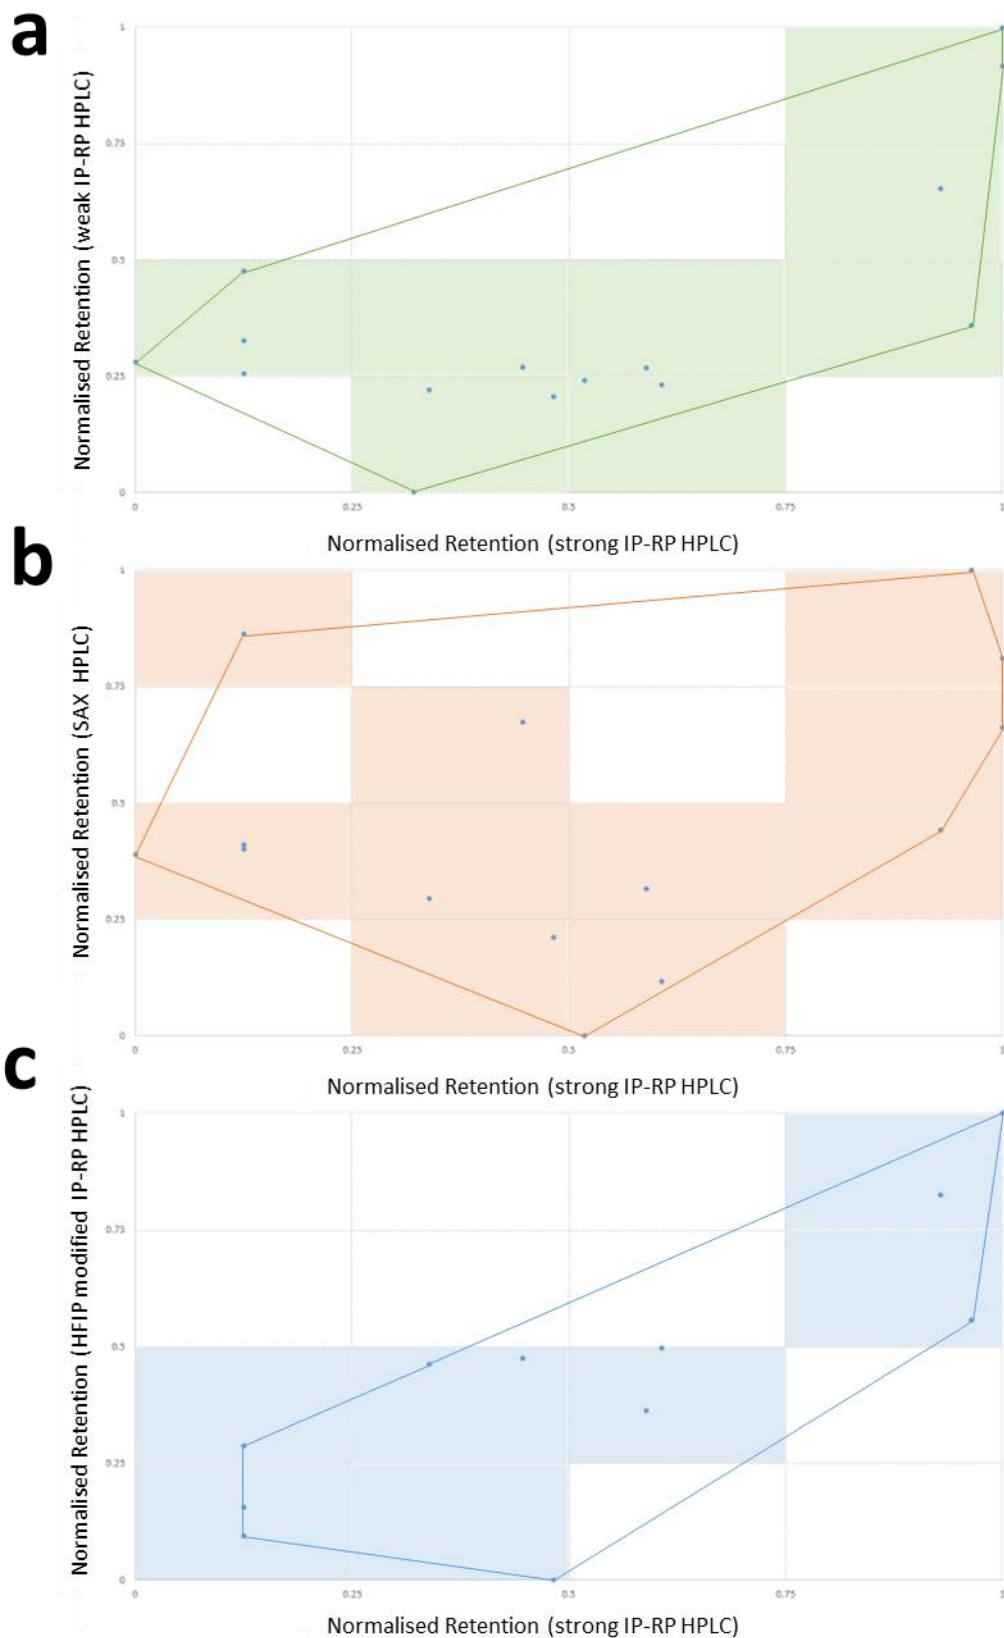 a
Normalised Retention (weak IP-RP HPLC)
1
0.75
0.5
0.25
0
0 0.25 0.5 0.75 1
Normalised Retention (strong IP-RP HPLC)
b
Normalised Retention (SAX HPLC)
1
0.75
0.5
0.25
0
0 0.25 0.5 0.75 1
Normalised Retention (strong IP-RP HPLC)
c
Normalised Retention (HFIP modified IP-RP HPLC)
1
0.75
0.5
0.25
0
0 0.25 0.5 0.75 1
Normalised Retention (strong IP-RP HPLC)